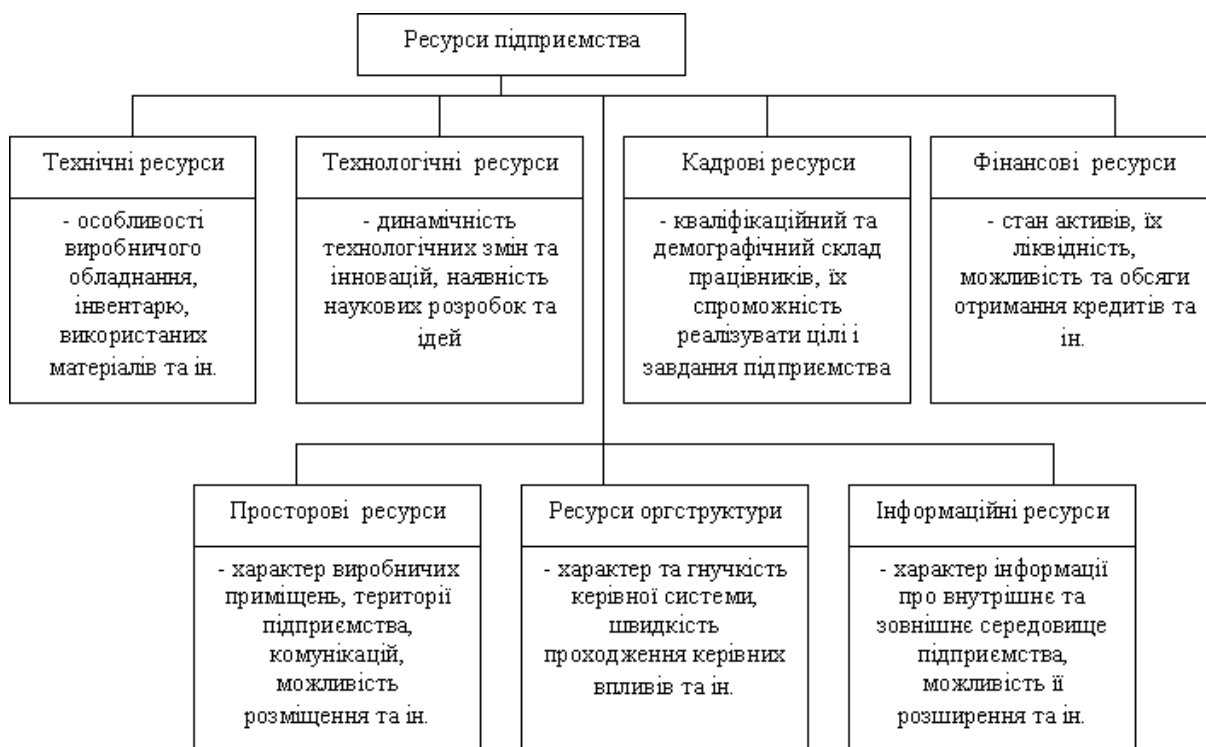 Ресурси підприємства
Технічні ресурси
- особливості
виробничого
обладнання,
інвентарю,
використаних
матеріалів та ін.
Технологічні ресурси
- динамічність
технологічних змін та
інновацій, наявність
наукових розробок та
ідей
Кадрові ресурси
- кваліфікаційний та
демографічний склад
працівників, їх
спроможність
реалізувати цілі і
завдання підприємства
Фінансові ресурси
- стан активів, їх
ліквідність,
можливість та обсяги
отримання кредитів та
ін.
Просторові ресурси
- характер виробничих
приміщень, території
підприємства,
комунікацій,
можливість
розміщення та ін.
Ресурси оргструктури
- характер та гнучкість
керівної системи,
швидкість
проходження керівних
впливів та ін.
Інформаційні ресурси
- характер інформації
про внутрішнє та
зовнішнє середовище
підприємства,
можливість її
розширення та ін.